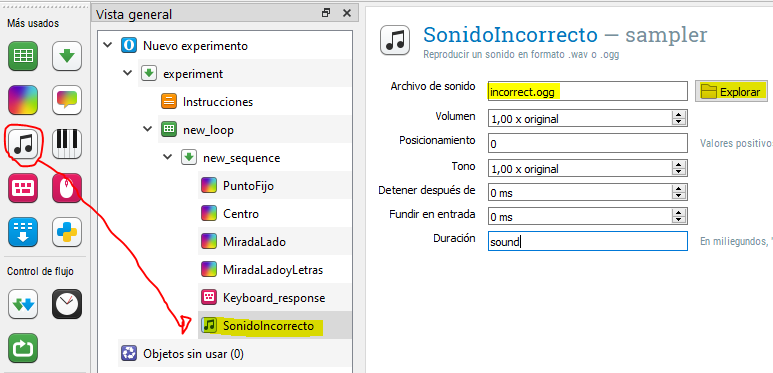 Más usados
Control de flujo
Vista general
Nuevo experimento
experiment
Instrucciones
new_loop
new_sequence
PuntoFijo
Centro
MiradaLado
MiradaLadoyLetras
Keyboard_response
SonidoIncorrecto
Objetos sin usar (0)
SonidoIncorrecto – sampler
Reproducir un sonido en formato .wav o .ogg
Archivo de sonido incorrect.ogg Explorar
Volumen 1,00 x original
Posicionamiento 0 Valores positivos
Tono 1,00 x original
Detener después de 0 ms
Fundir en entrada 0 ms
Duración sound En miliegundos, "